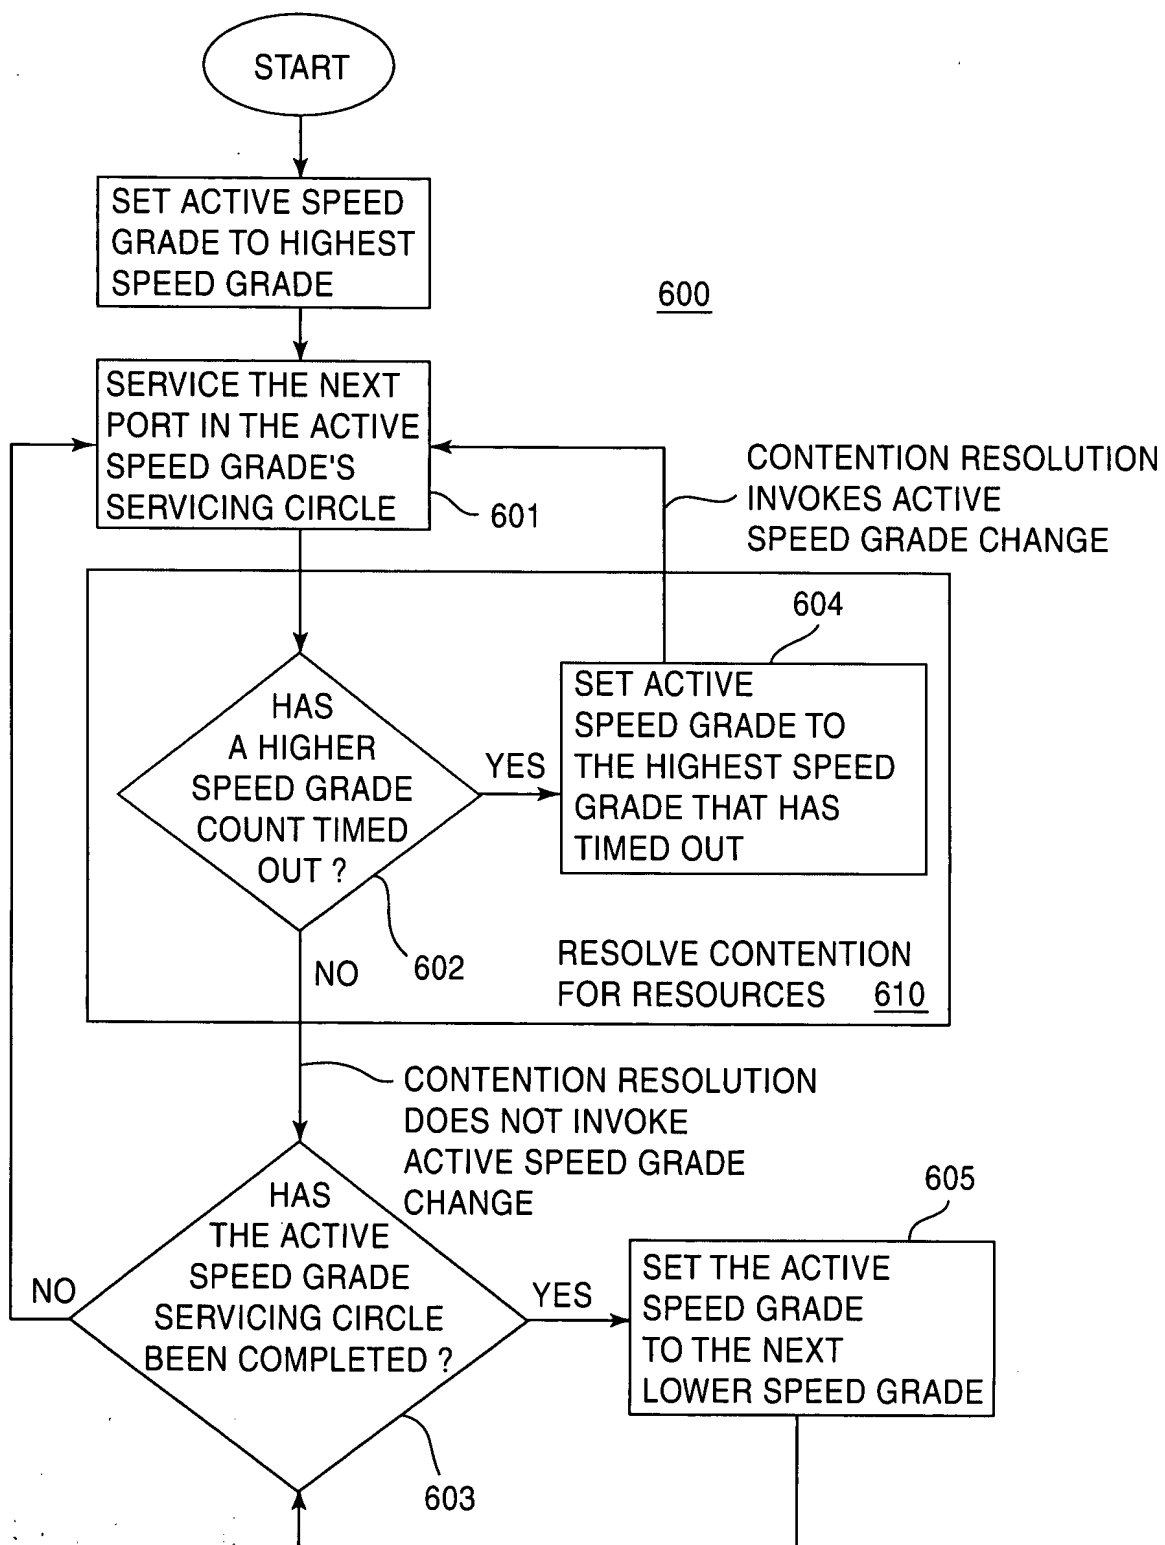 START
SET ACTIVE SPEED
GRADE TO HIGHEST
SPEED GRADE
600
SERVICE THE NEXT
PORT IN THE ACTIVE
SPEED GRADE'S
SERVICING CIRCLE
601
CONTENTION RESOLUTION
INVOKES ACTIVE
SPEED GRADE CHANGE
604
HAS
A HIGHER
SPEED GRADE
COUNT TIMED
OUT ?
YES
SET ACTIVE
SPEED GRADE TO
THE HIGHEST SPEED
GRADE THAT HAS
TIMED OUT
602
NO
RESOLVE CONTENTION
FOR RESOURCES 610
CONTENTION RESOLUTION
DOES NOT INVOKE
ACTIVE SPEED GRADE
CHANGE
HAS
THE ACTIVE
SPEED GRADE
SERVICING CIRCLE
BEEN COMPLETED ?
NO
YES
605
SET THE ACTIVE
SPEED GRADE
TO THE NEXT
LOWER SPEED GRADE
603